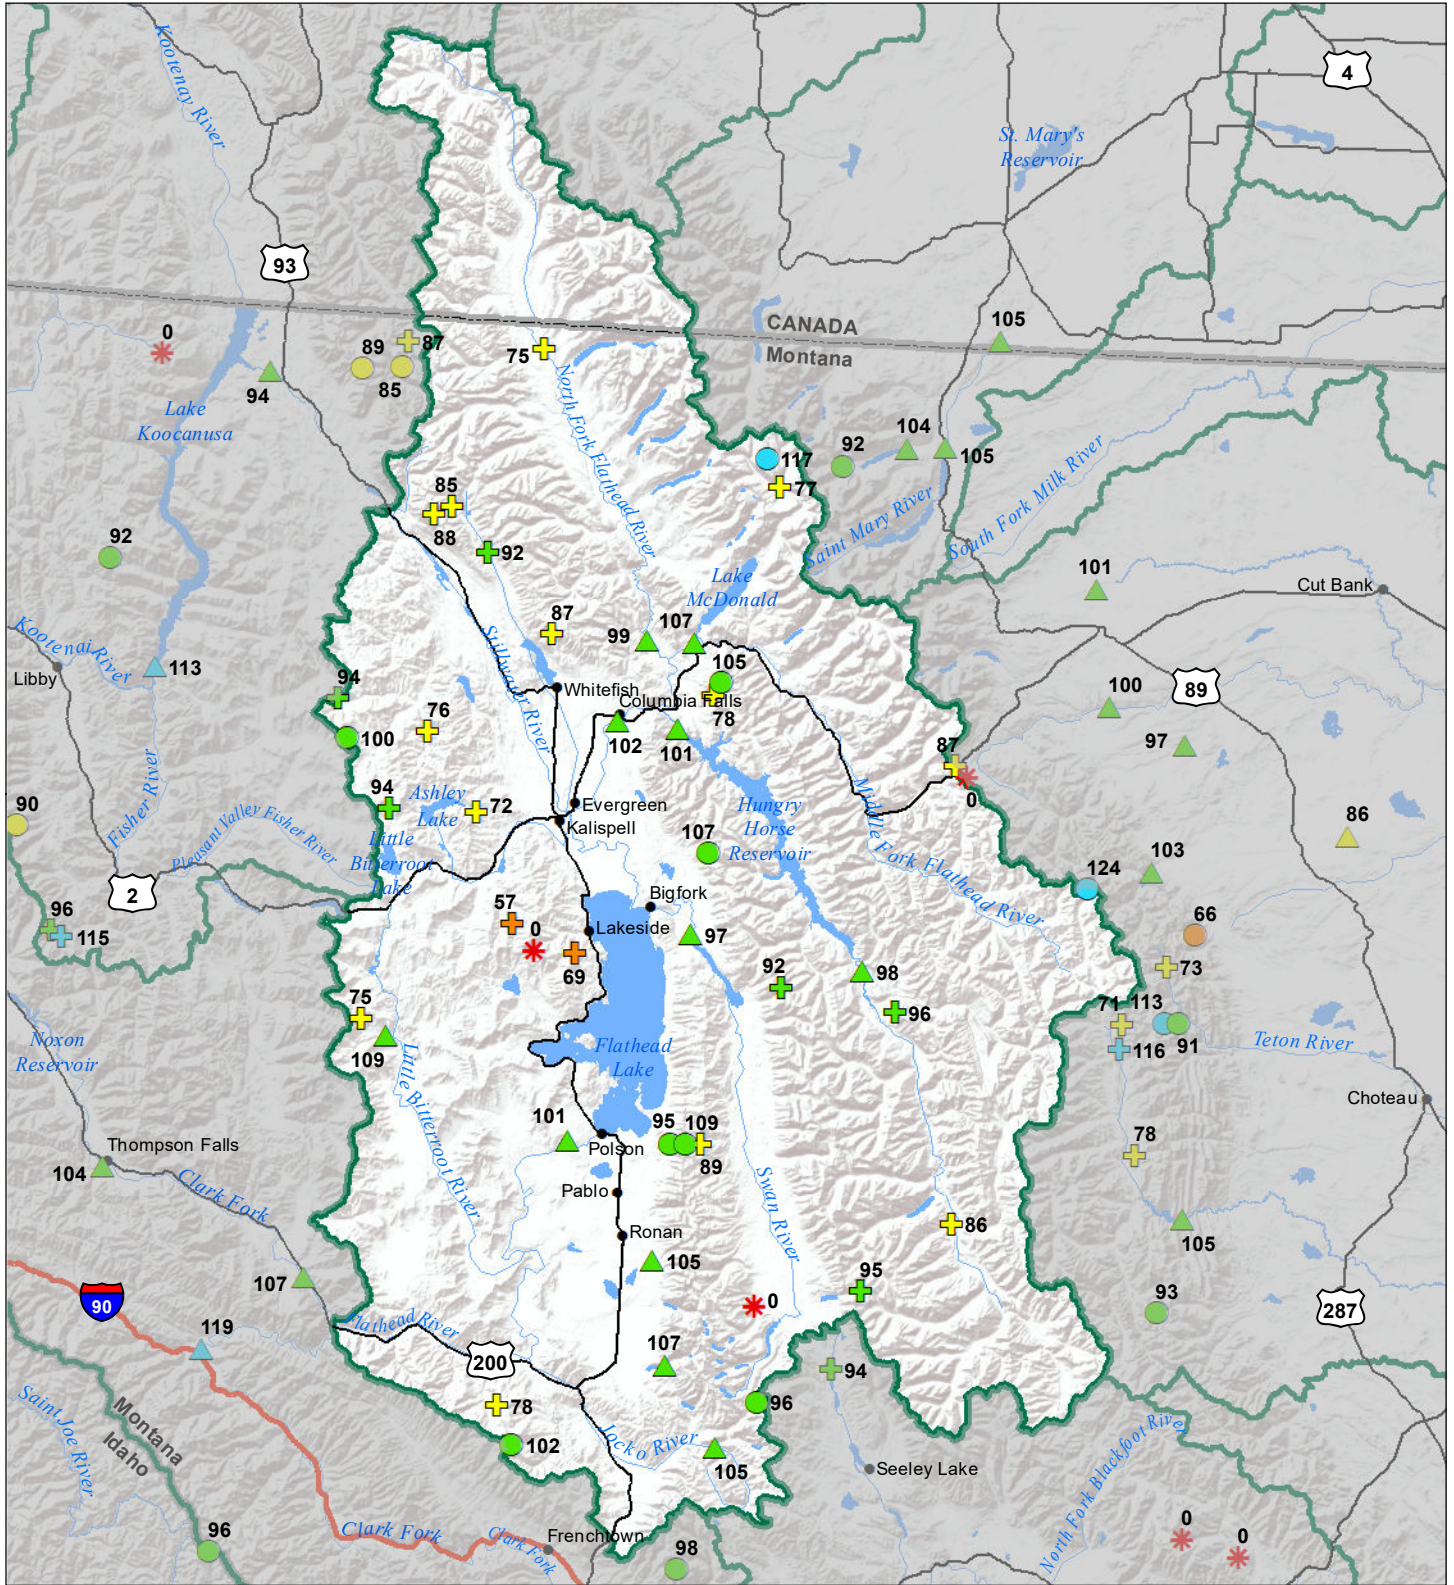 Kootenay River
4
St. Mary's
Reservoir
93
CANADA
Montana
0
89
87
85
94
75
105
Lake
Koocanusa
North Fork Flathead River
104
92
105
117
77
85
88
92
92
Saint Mary River
South Fork Milk River
Lake
McDonald
101
Cut Bank
Kootenai River
Libby
113
87
99
107
Stillwater River
94
Whitefish
105
Columbia Falls
78
100
89
76
100
102
101
97
87
0
Fisher River
94
Ashley
Lake
72
Evergreen
Kalispell
Hungry
Horse
Reservoir
Middle Fork Flathead River
90
86
Pleasant Valley Fisher River
Little
Bitterroot
Lake
107
103
124
2
Bigfork
57
0
Lakeside
96
115
69
97
66
92
98
73
75
96
71
113
109
116
91
Noxon
Reservoir
Flathead
Lake
Teton River
Little Bitterroot River
Choteau
101
95
109
Polson
89
78
Thompson Falls
104
Clark Fork
Pablo
Swan River
86
Ronan
105
105
107
95
90
0
93
287
119
Flathead River
200
107
94
78
96
Saint Joe River
Montana
Idaho
102
Jocko River
105
Seeley Lake
North Fork Blackfoot River
96
Clark Fork
Clark Fork
Frenchtown
98
0
0